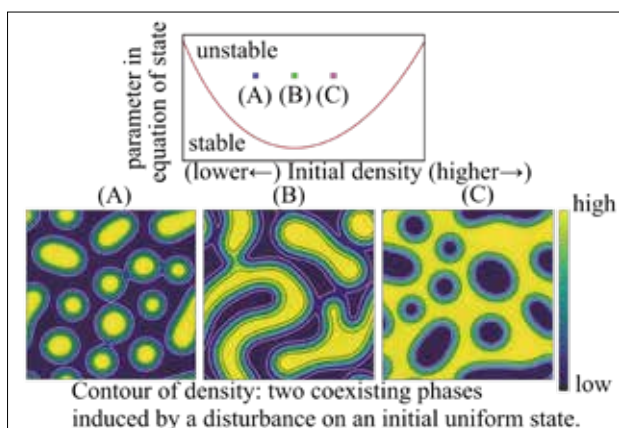 parameter in
equation of state
unstable
(A) (B) (C)
stable
(lower←) Initial density (higher→)
(A) (B) (C)
high
low
Contour of density: two coexisting phases
induced by a disturbance on an initial uniform state.